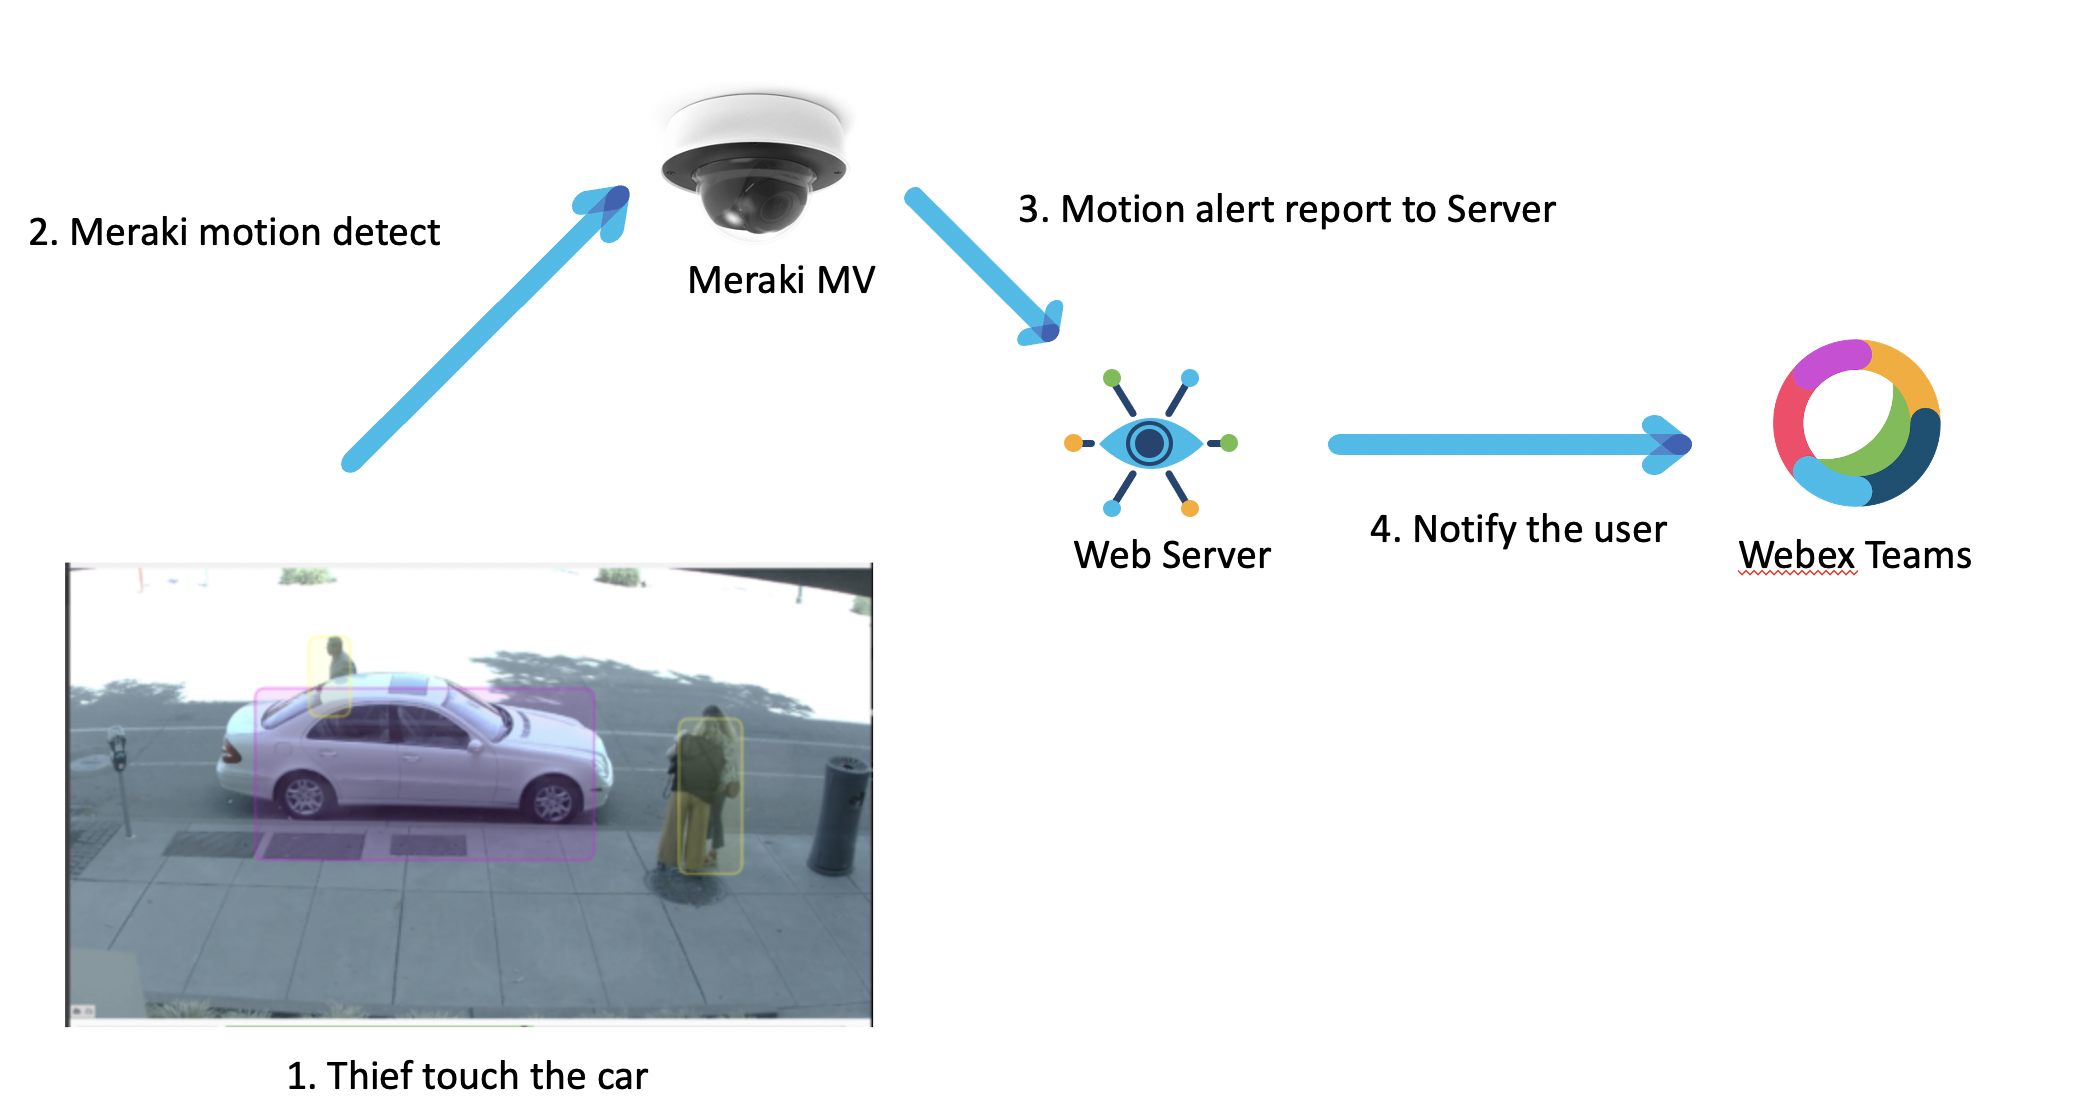 2. Meraki motion detect
Meraki MV
3. Motion alert report to Server
Web Server
4. Notify the user
Webex Teams
1. Thief touch the car